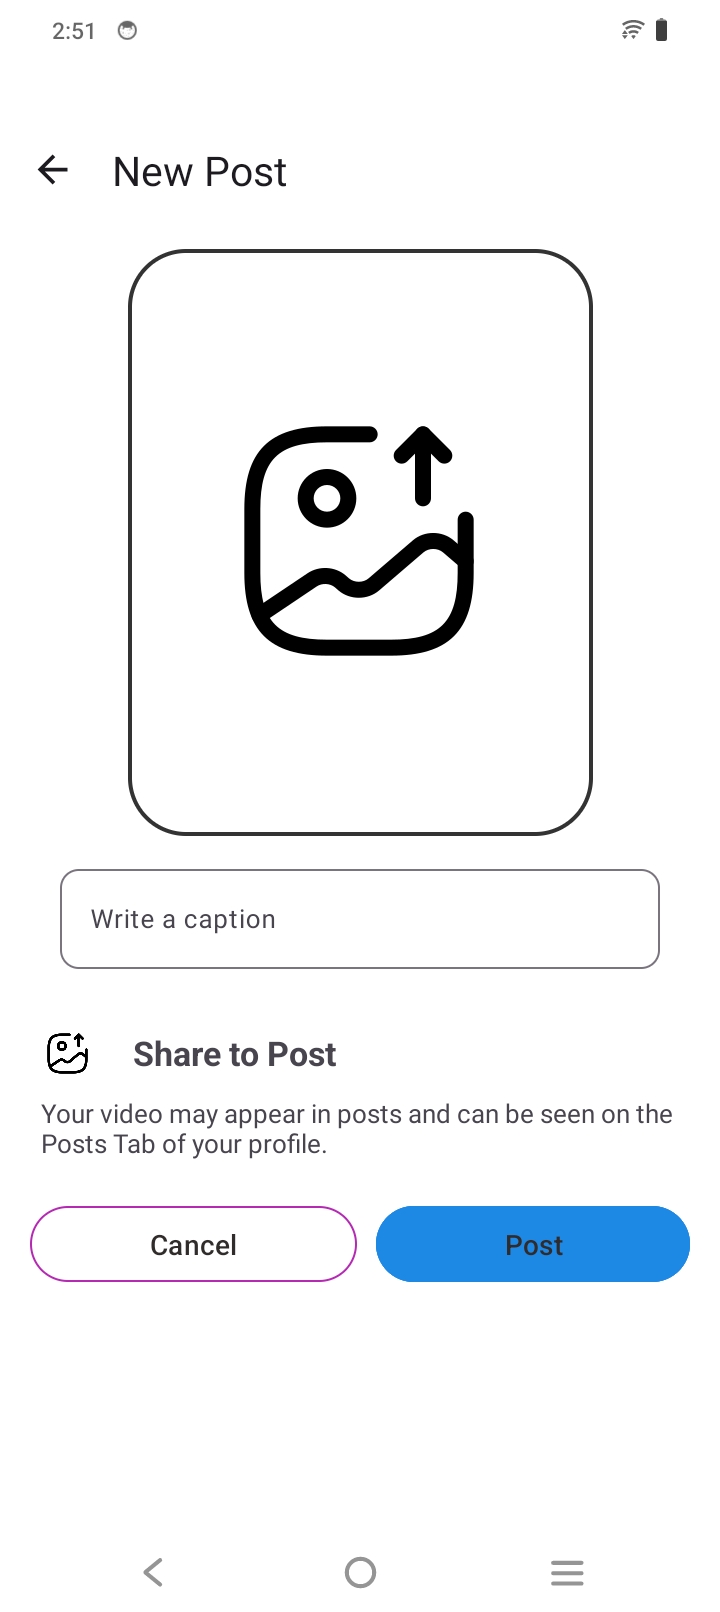 2:51
New Post
Write a caption
Share to Post
Your video may appear in posts and can be seen on the
Posts Tab of your profile.
Cancel
Post